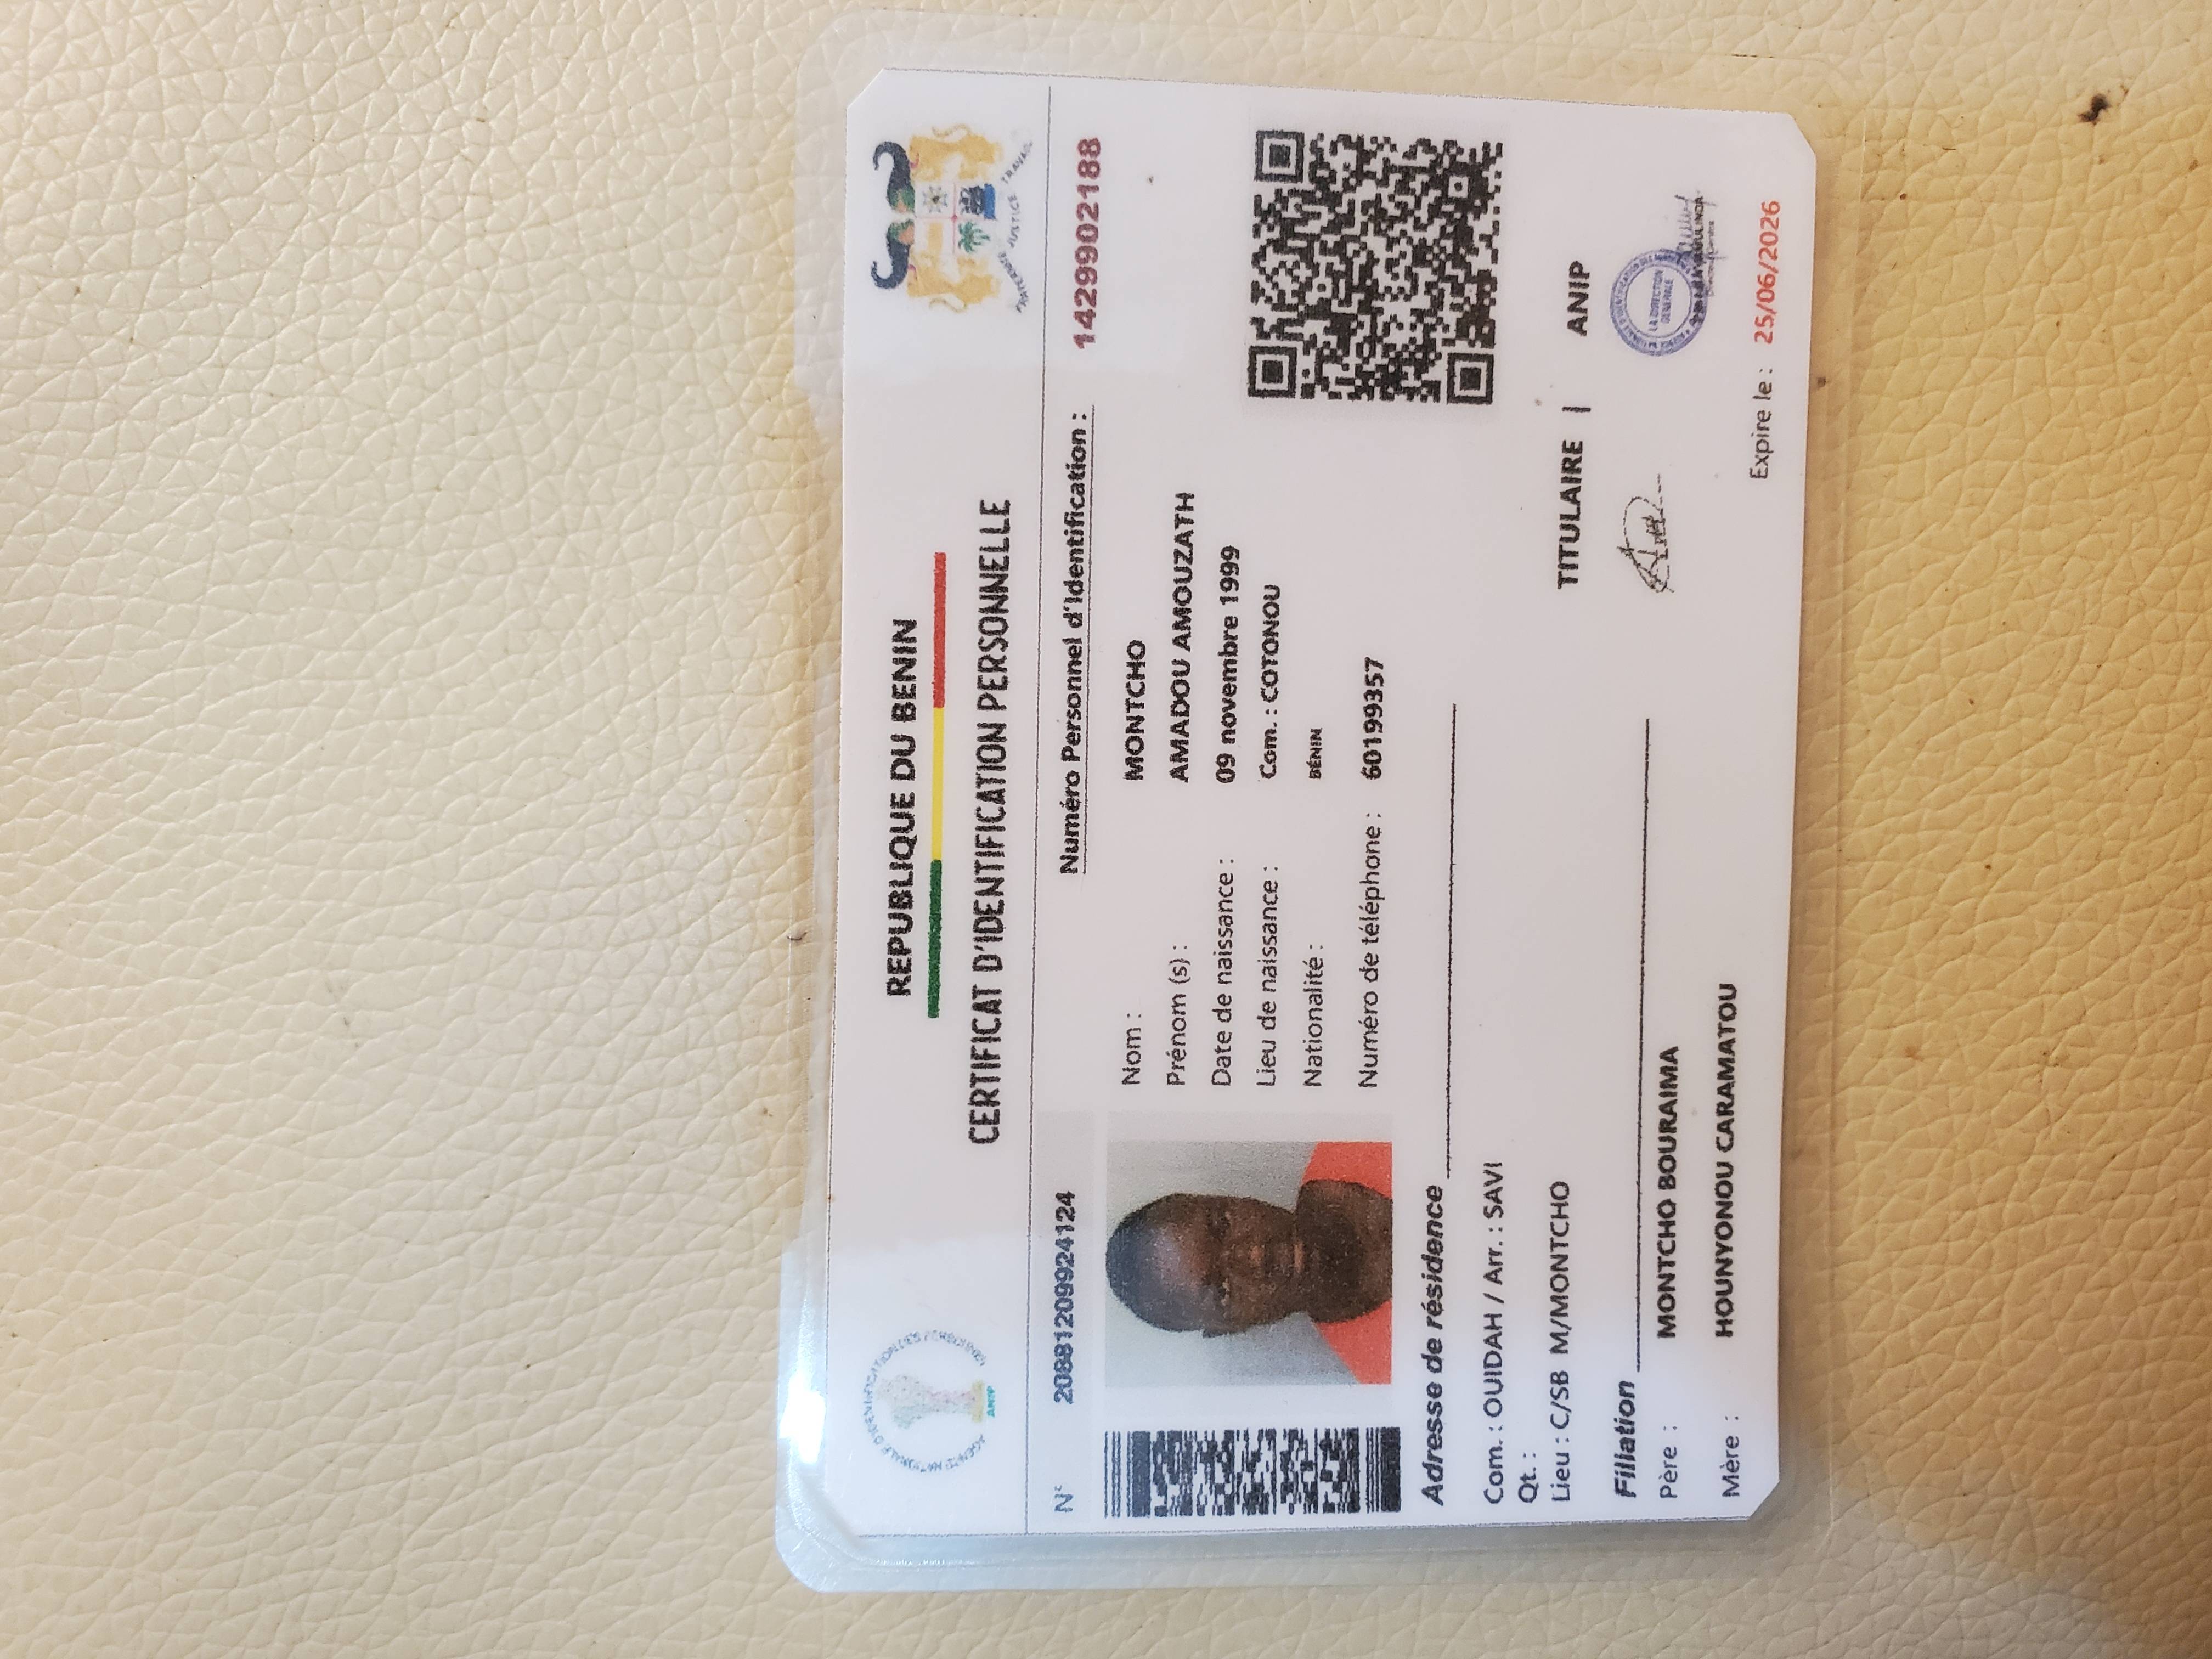 REPUBLIQUE DU BENIN
CERTIFICAT D'IDENTIFICATION PERSONNELLE
AGENCE NATIONALE D'IDENTIFICATION DES PERSONNES
ANIP
FRATERNITE JUSTICE TRAVAIL
N° 20881209924124
Numéro Personnel d'Identification : 1429902188
Nom : MONTCHO
Prénom (s) : AMADOU AMOUZATH
Date de naissance : 09 novembre 1999
Lieu de naissance : Com. : COTONOU
Nationalité : BÉNIN
Numéro de téléphone : 60199357
Adresse de résidence
Com. : OUIDAH / Arr. : SAVI
Qt. :
Lieu : C/SB M/MONTCHO
TITULAIRE | ANIP
Filiation
Père : MONTCHO BOURAIMA
Mère : HOUNYONOU CARAMATOU
LA DIRECTION
GENERALE
Expire le : 25/06/2026